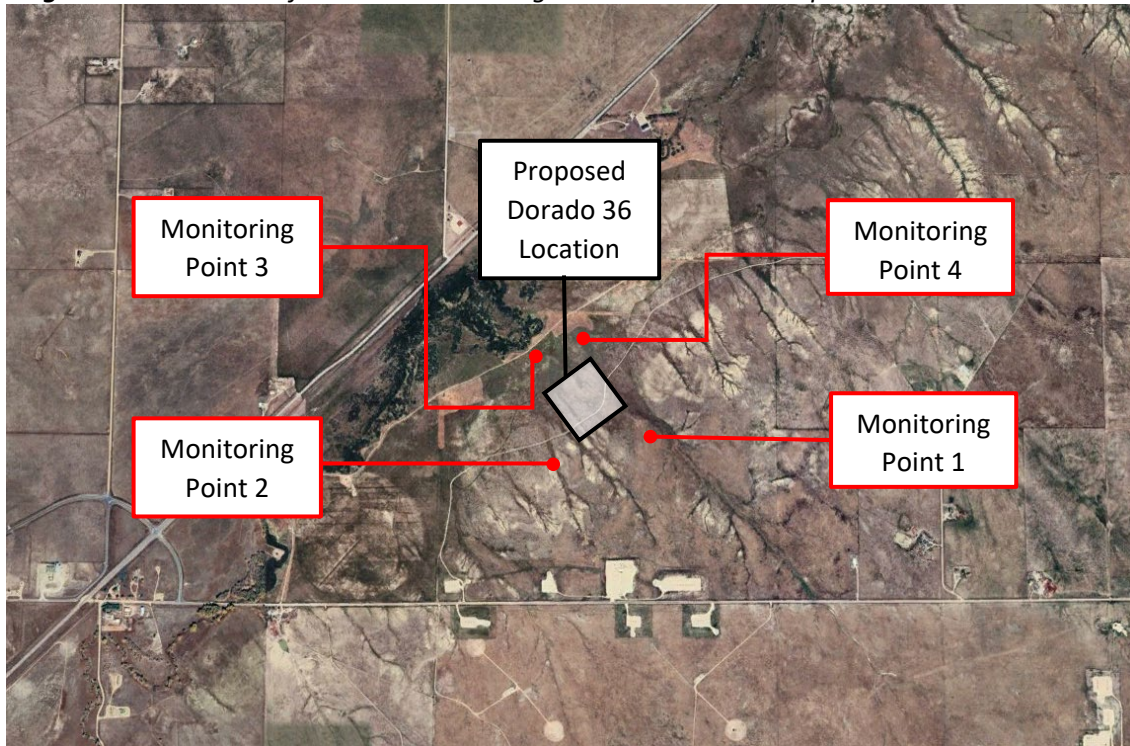 Proposed
Dorado 36
Location
Monitoring
Point 3
Monitoring
Point 4
Monitoring
Point 2
Monitoring
Point 1